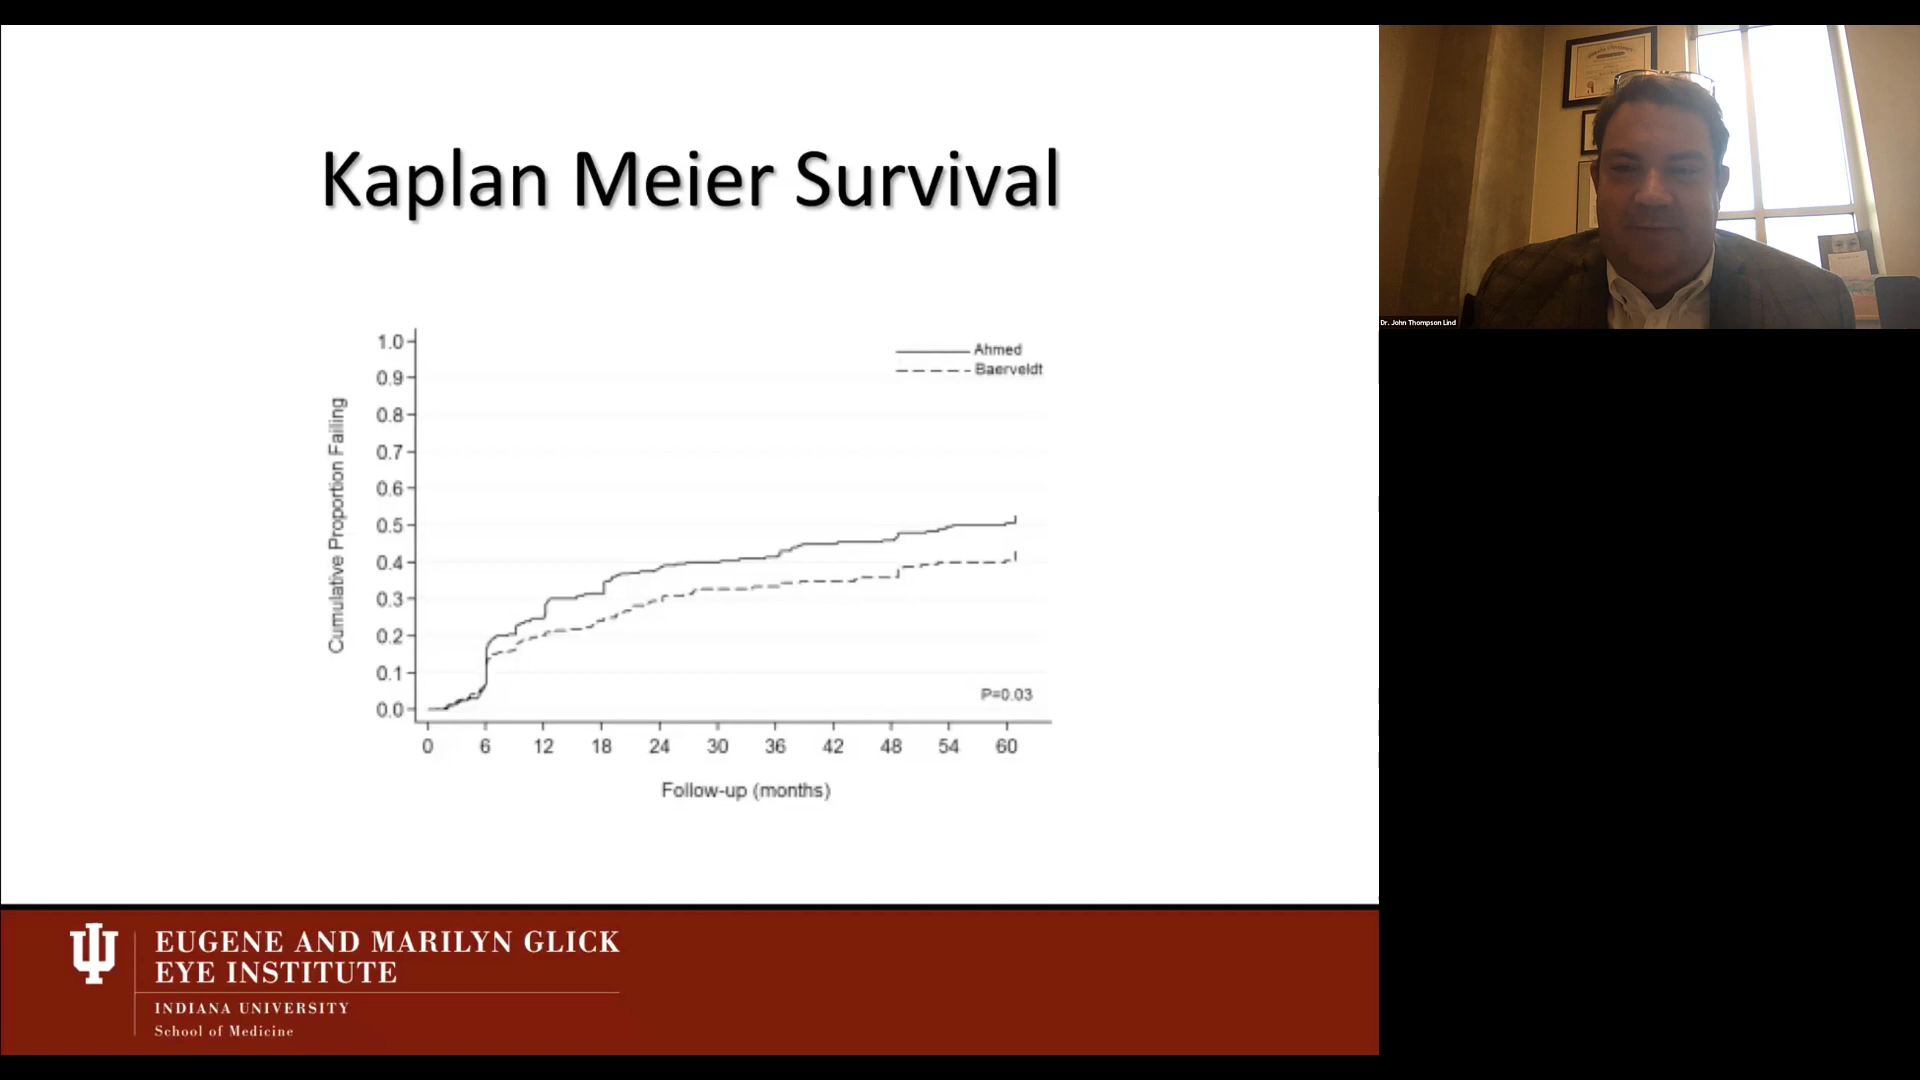 Kaplan Meier Survival
Cumulative Proportion Failing
1.0
0.9
0.8
0.7
0.6
0.5
0.4
0.3
0.2
0.1
0.0
Ahmed
Baerveldt
P=0.03
0 6 12 18 24 30 36 42 48 54 60
Follow-up (months)
EUGENE AND MARILYN GLICK
EYE INSTITUTE
INDIANA UNIVERSITY
School of Medicine
Dr. John Thompson Lind